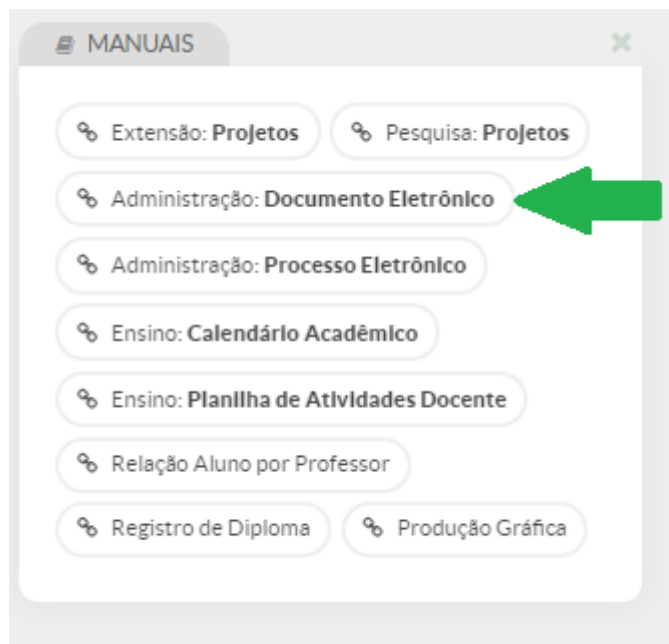 MANUAIS
Extensão: Projetos
Pesquisa: Projetos
Administração: Documento Eletrônico
Administração: Processo Eletrônico
Ensino: Calendário Acadêmico
Ensino: Planilha de Atividades Docente
Relação Aluno por Professor
Registro de Diploma
Produção Gráfica